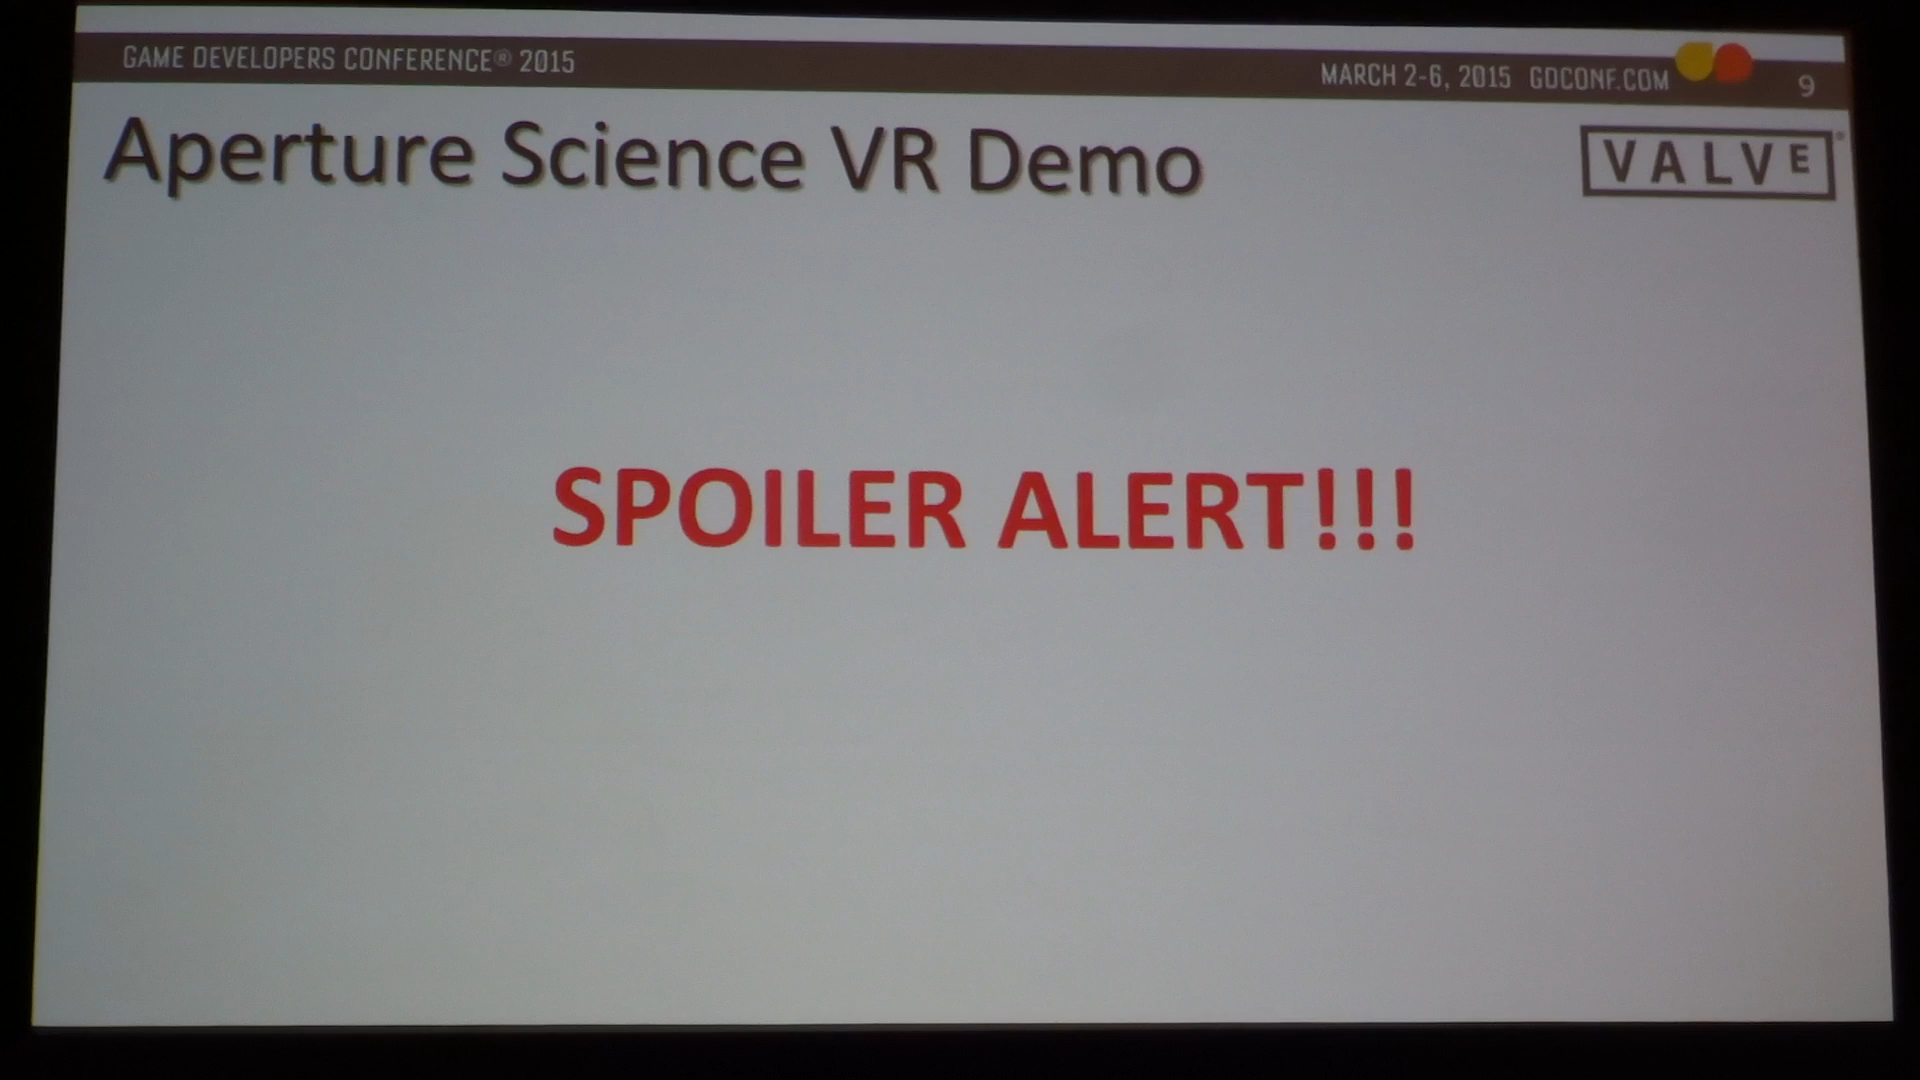 GAME DEVELOPERS CONFERENCE® 2015
MARCH 2-6, 2015 GDCONF.COM
9
Aperture Science VR Demo
VALVE®
SPOILER ALERT!!!